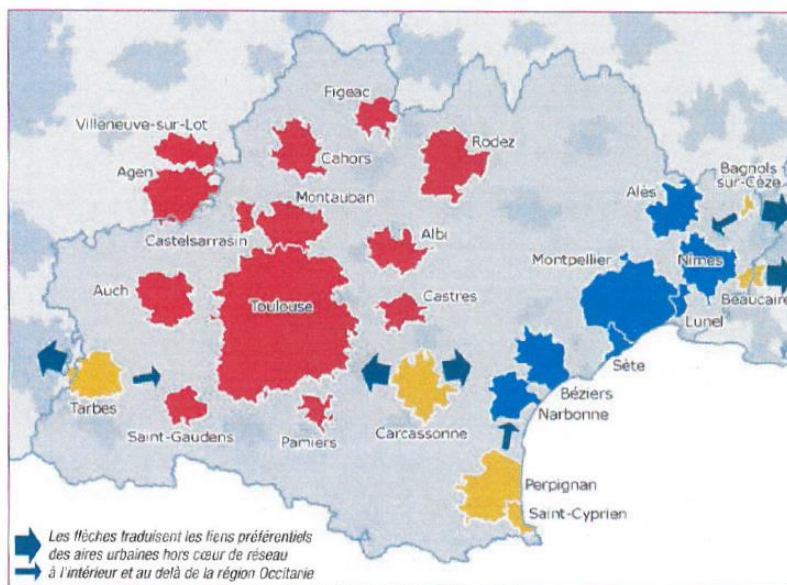 Figeac
Villeneuve-sur-Lot
Cahors
Rodez
Agen
Montauban
Alès
Bagnols
sur-Cèze
Castelsarrasin
Albi
Montpellier
Nîmes
Auch
Toulouse
Castres
Beaucaire
Lunel
Sète
Tarbes
Béziers
Narbonne
Saint-Gaudens
Pamiers
Carcassonne
Perpignan
Saint-Cyprien
Les flèches traduisent les liens préférentiels
des aires urbaines hors cœur de réseau
à l'intérieur et au delà de la région Occitanie